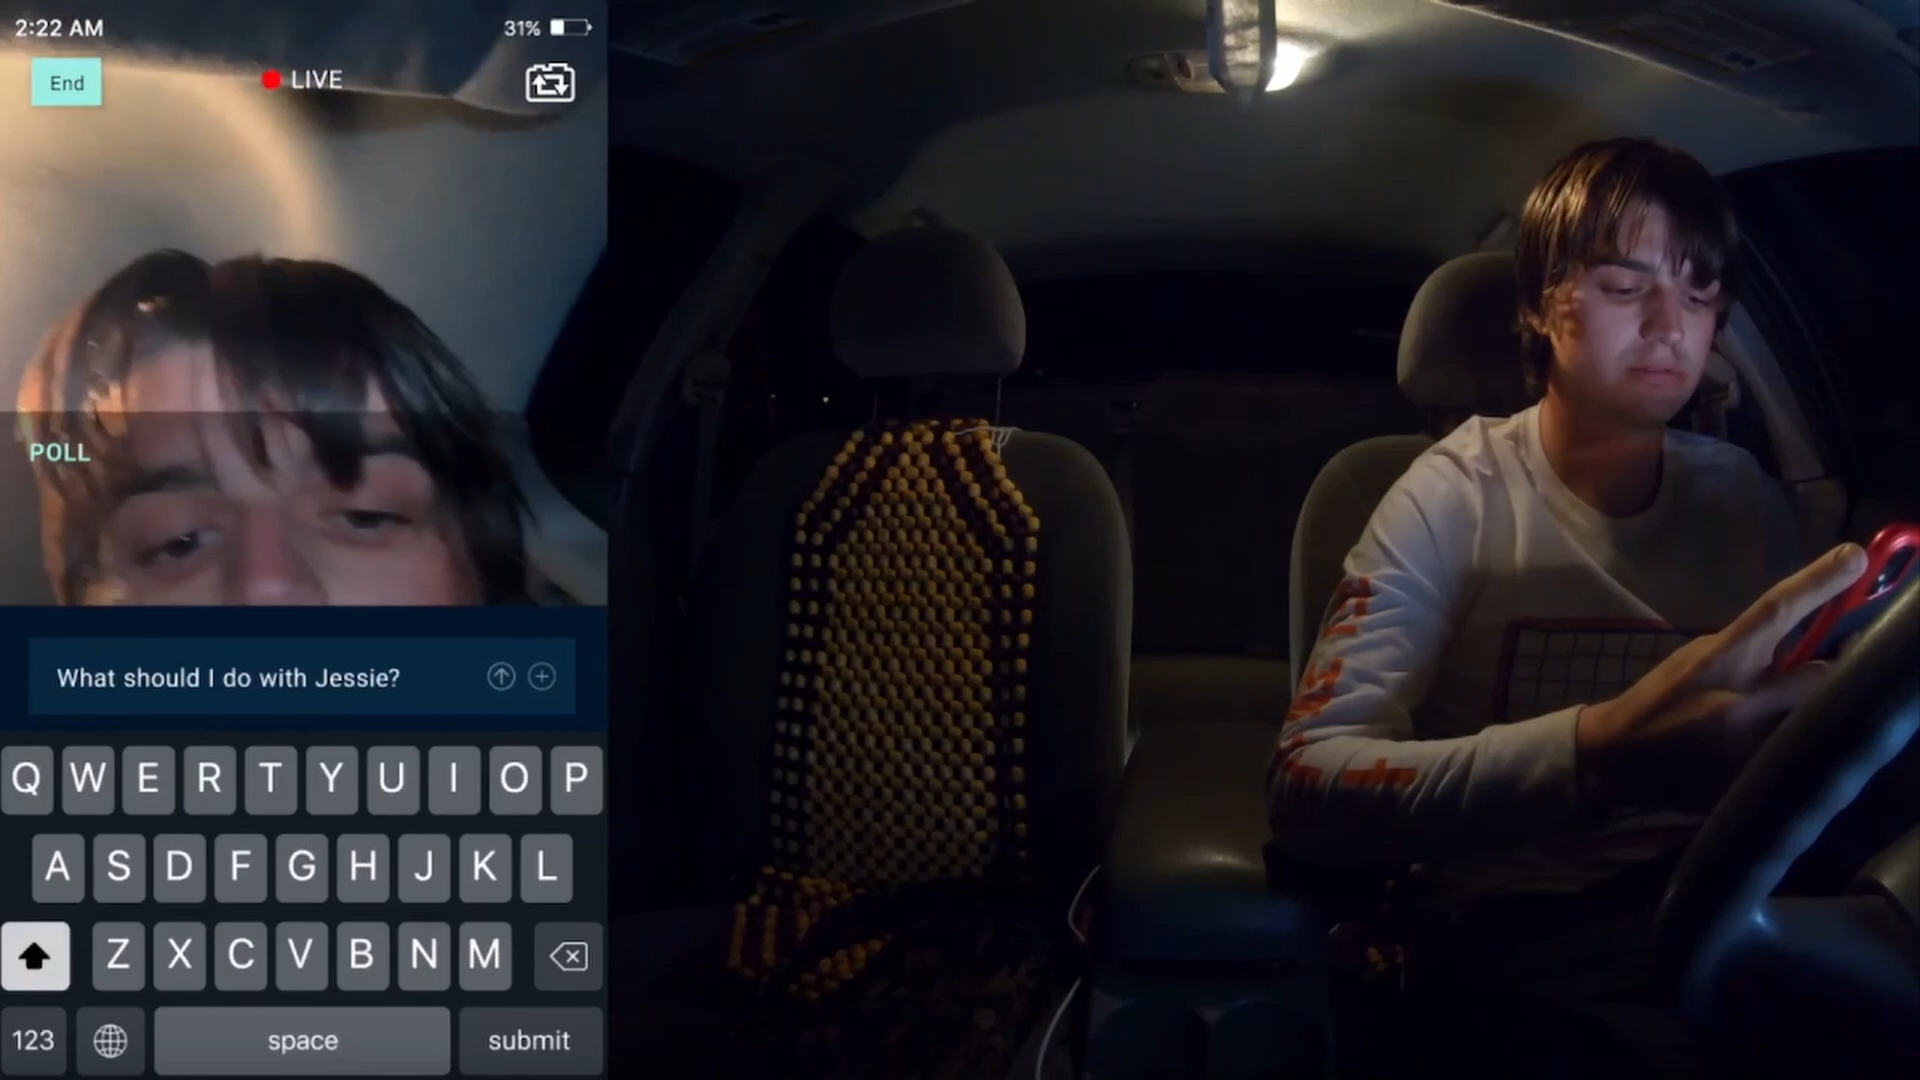 2:22 AM
31%
End
LIVE
POLL
What should I do with Jessie?
Q W E R T Y U I O P
A S D F G H J K L
Z X C V B N M
123
space
submit